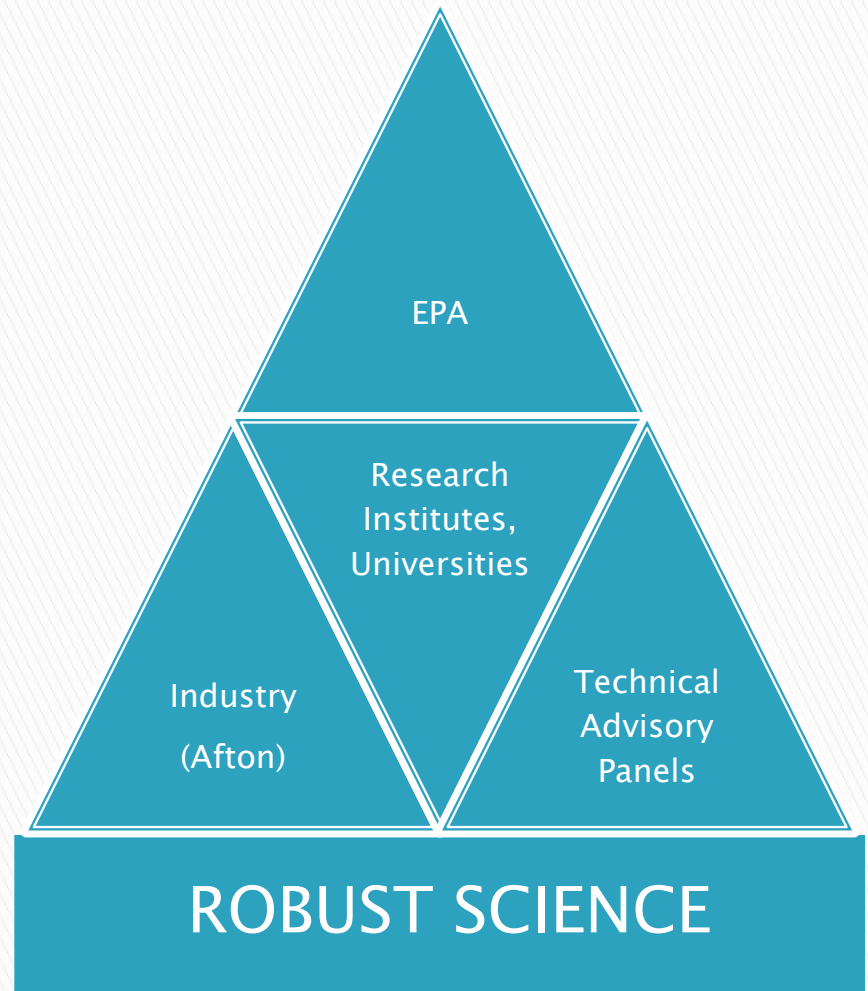 EPA
Research
Institutes,
Universities
Industry
(Afton)
Technical
Advisory
Panels
ROBUST SCIENCE